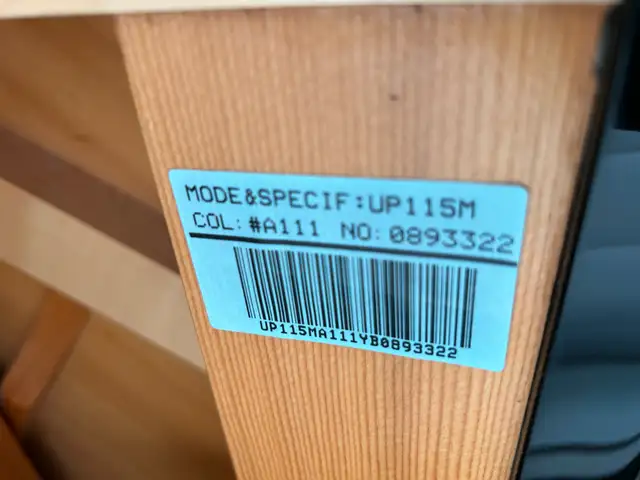 MODE&SPECIF:UP115M
COL:#A111 NO:0893322
UP115MA111YB0893322